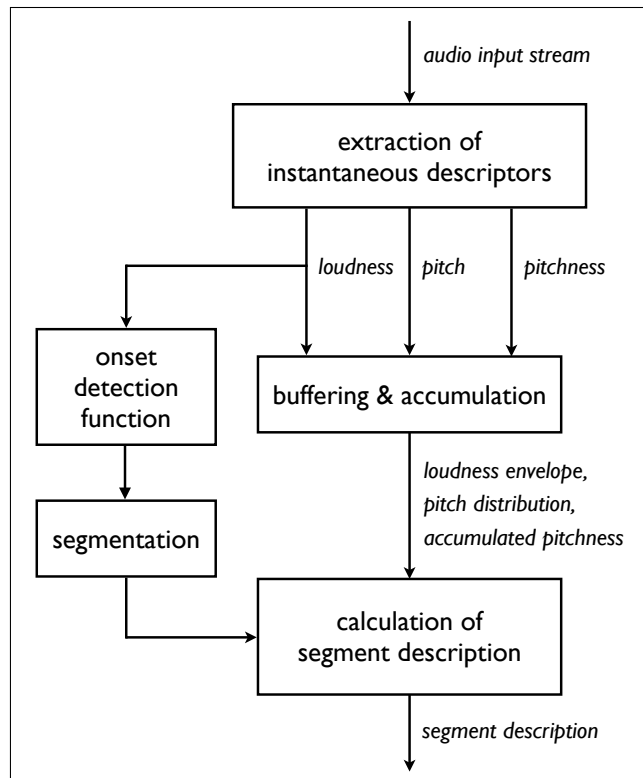 audio input stream
extraction of
instantaneous descriptors
loudness
pitch
pitchness
onset
detection
function
buffering & accumulation
loudness envelope,
pitch distribution,
accumulated pitchness
segmentation
calculation of
segment description
segment description